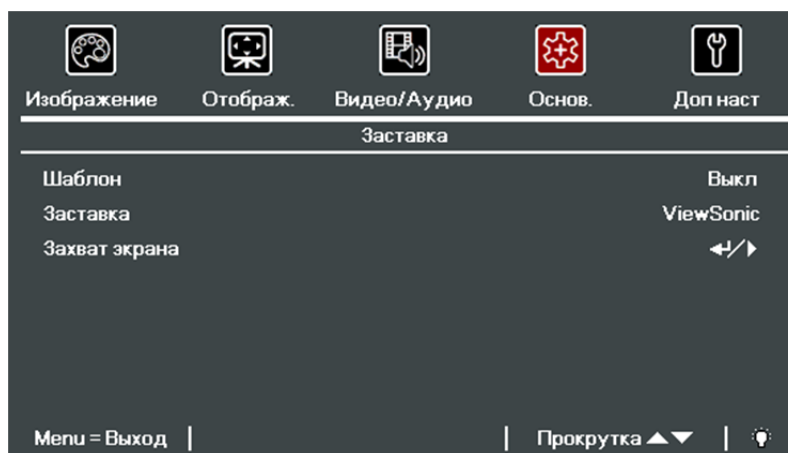 Изображение Отображ. Видео/Аудио Основ. Доп наст
Заставка
Шаблон Выкл
Заставка ViewSonic
Захват экрана
Menu = Выход Прокрутка